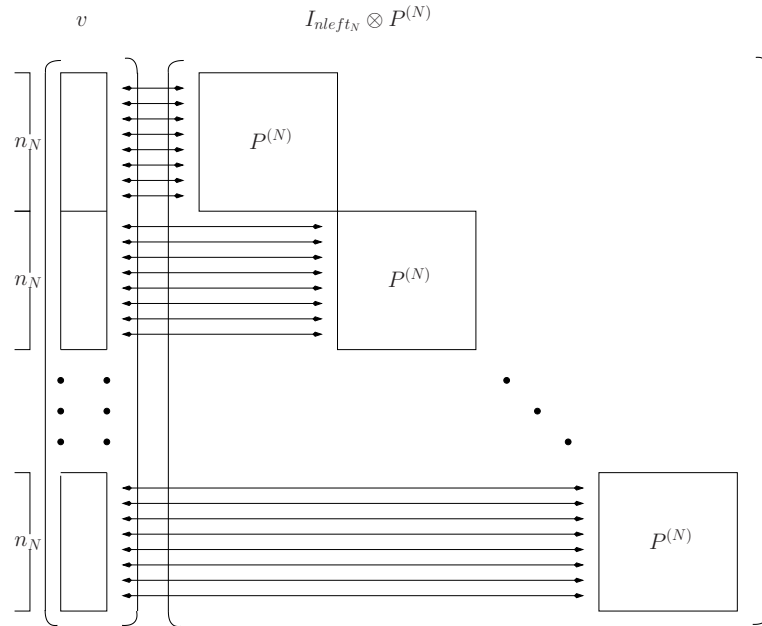 v
I_{nleft_N} ⊗ P^{(N)}
n_N
P^{(N)}
n_N
P^{(N)}
n_N
P^{(N)}